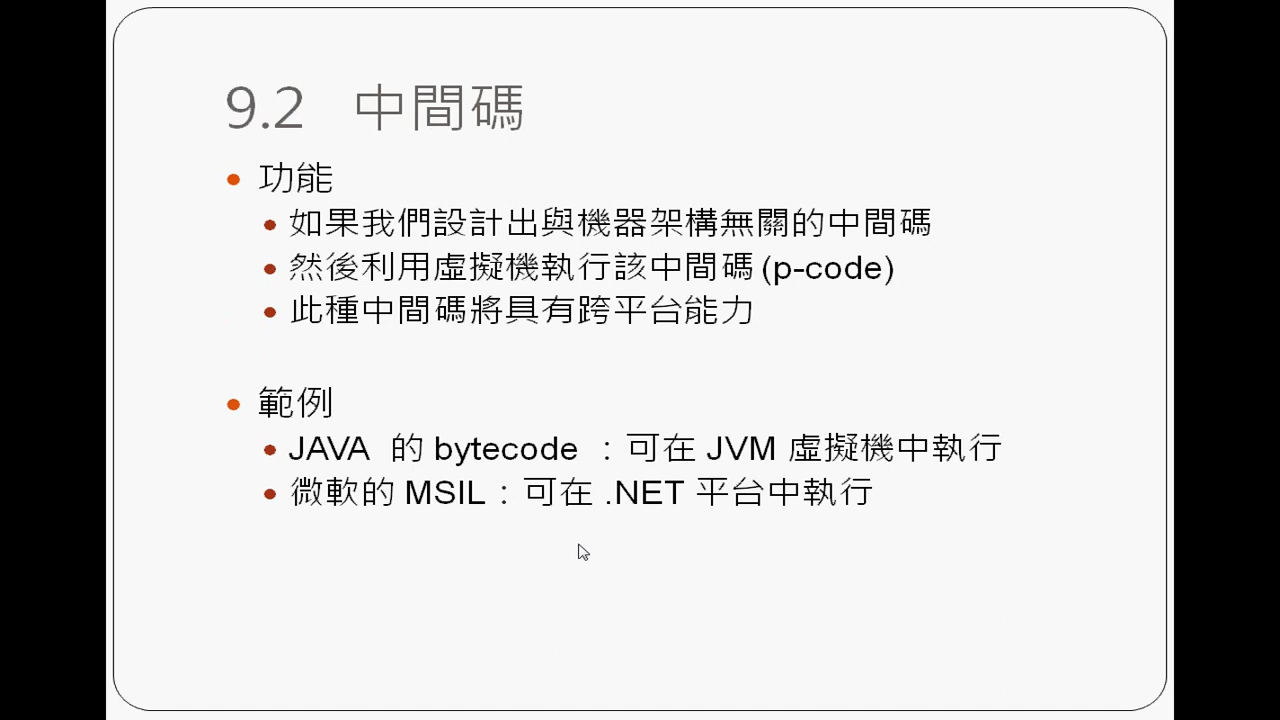 9.2 中間碼
功能
如果我們設計出與機器架構無關的中間碼
然後利用虛擬機執行該中間碼 (p-code)
此種中間碼將具有跨平台能力
範例
JAVA 的 bytecode ：可在 JVM 虛擬機中執行
微軟的 MSIL：可在 .NET 平台中執行